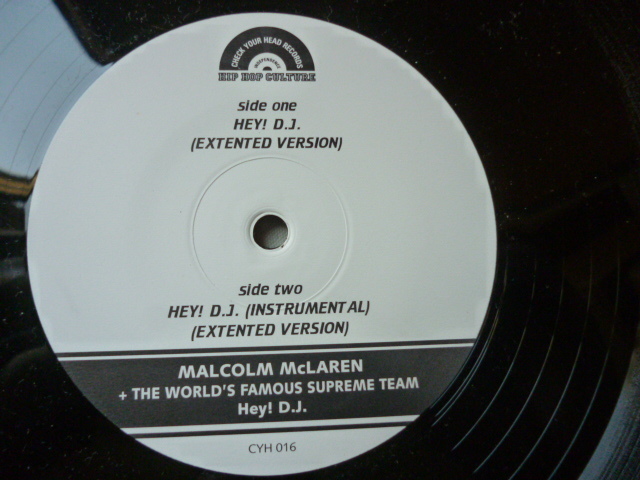 CHECK YOUR HEAD RECORDS
INDEPENDENCE
HIP HOP CULTURE
side one
HEY! D.J.
(EXTENTED VERSION)
side two
HEY! D.J. (INSTRUMENTAL)
(EXTENTED VERSION)
MALCOLM McLAREN
+ THE WORLD'S FAMOUS SUPREME TEAM
Hey! D.J.
CYH 016